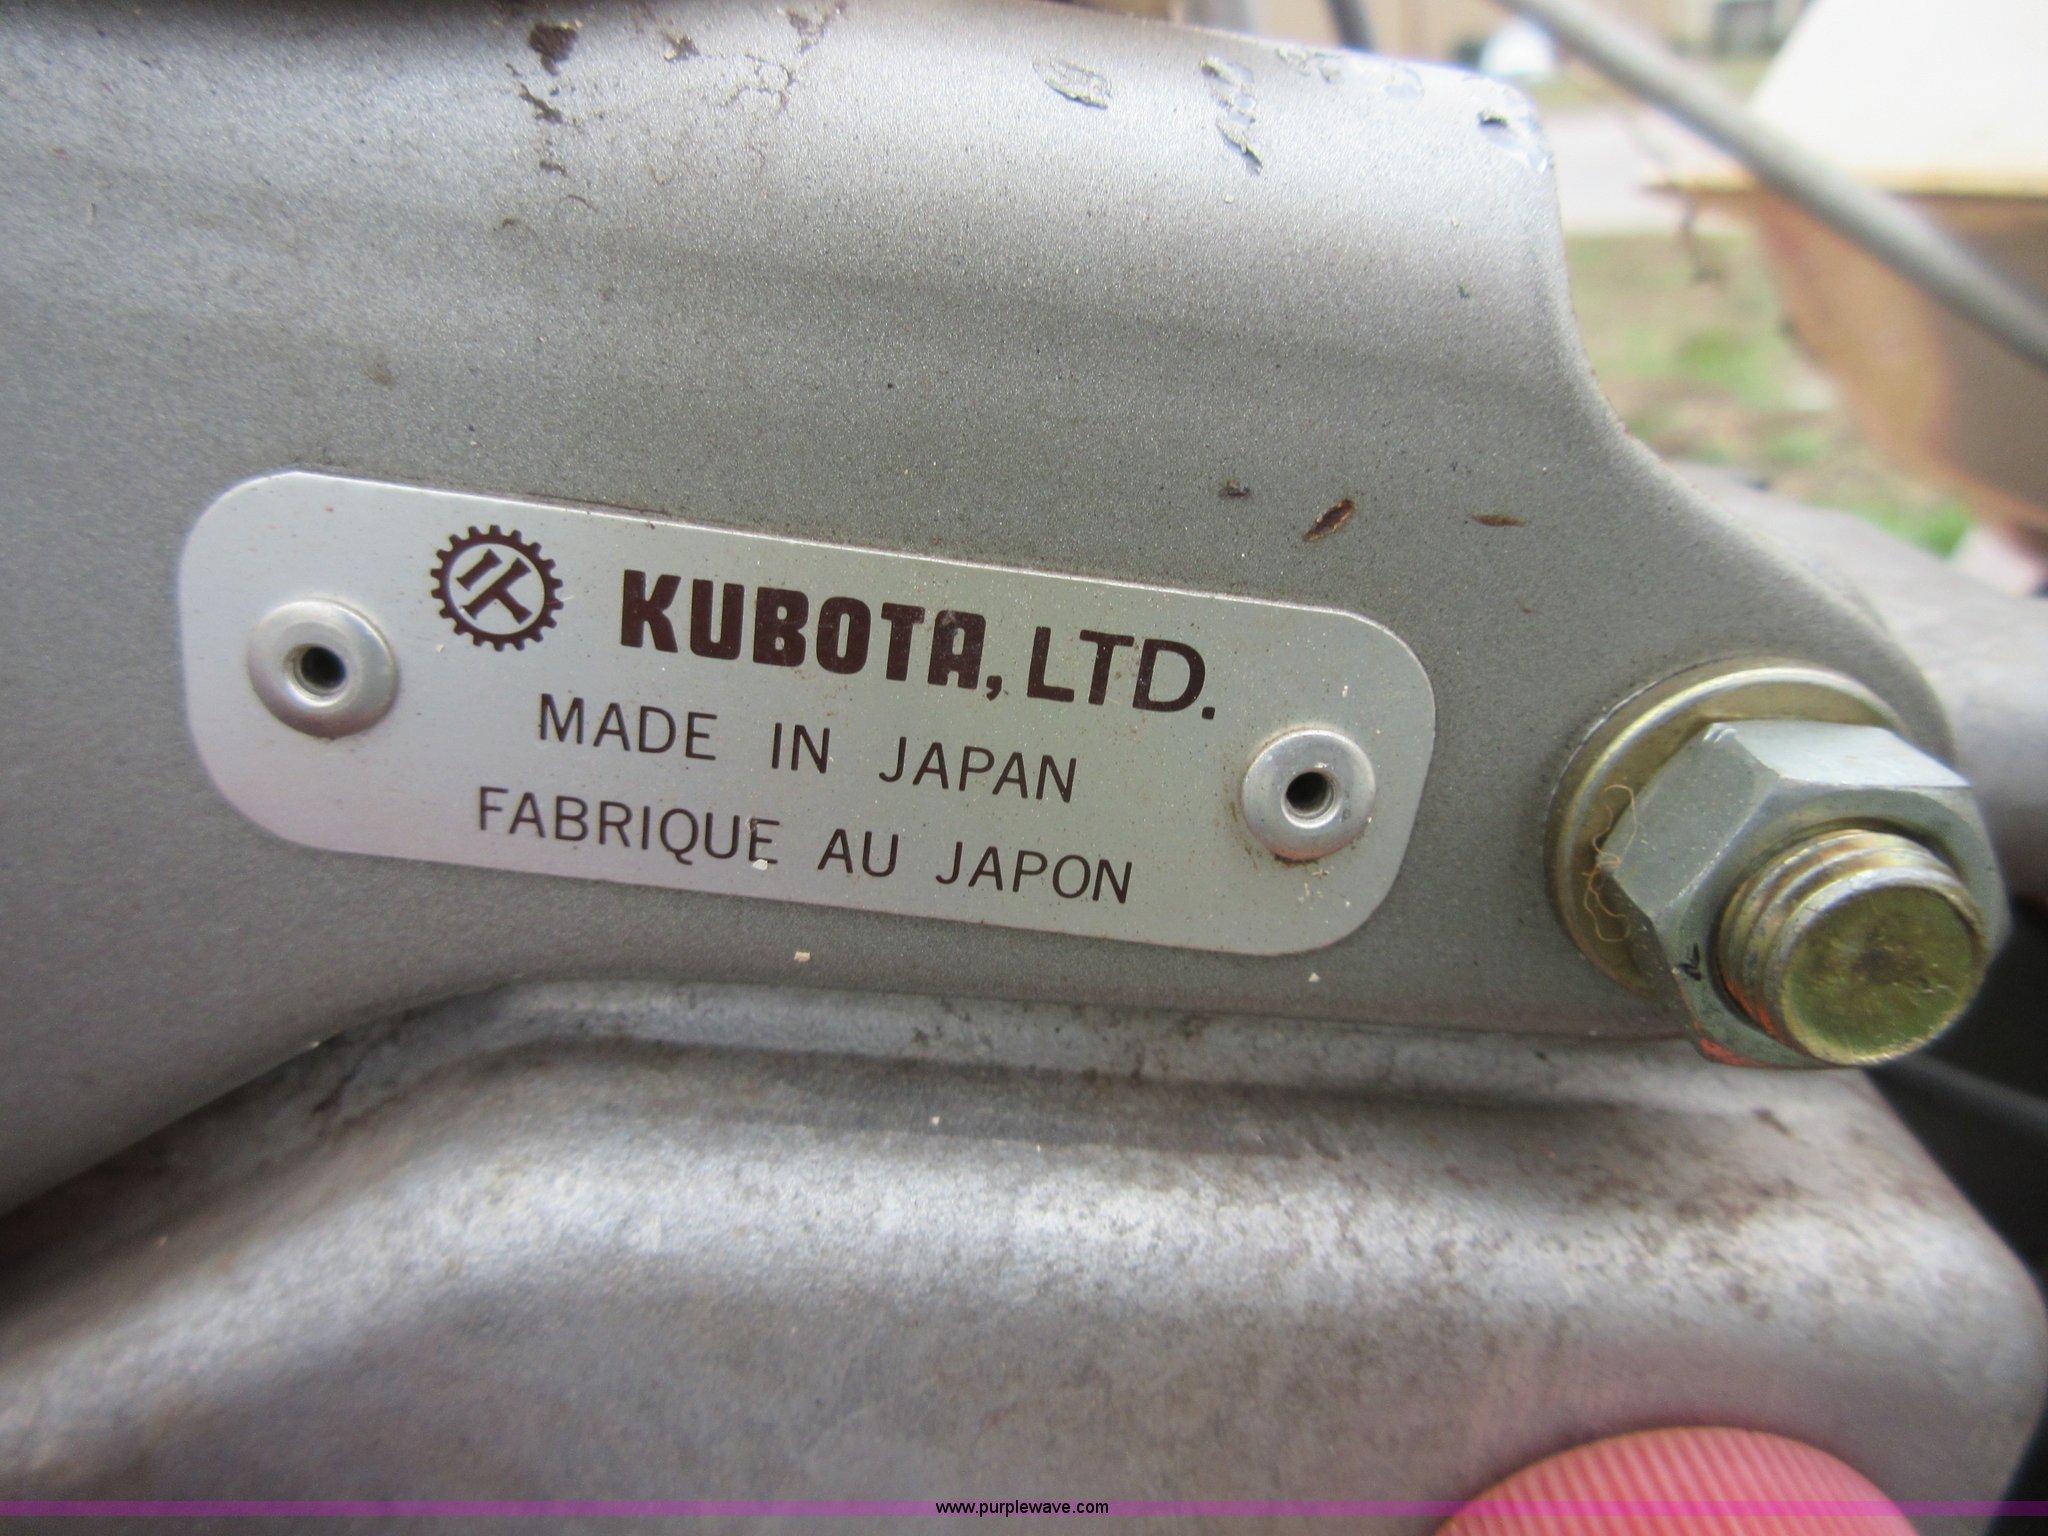 KUBOTA, LTD.
MADE IN JAPAN
FABRIQUE AU JAPON
www.purplewave.com